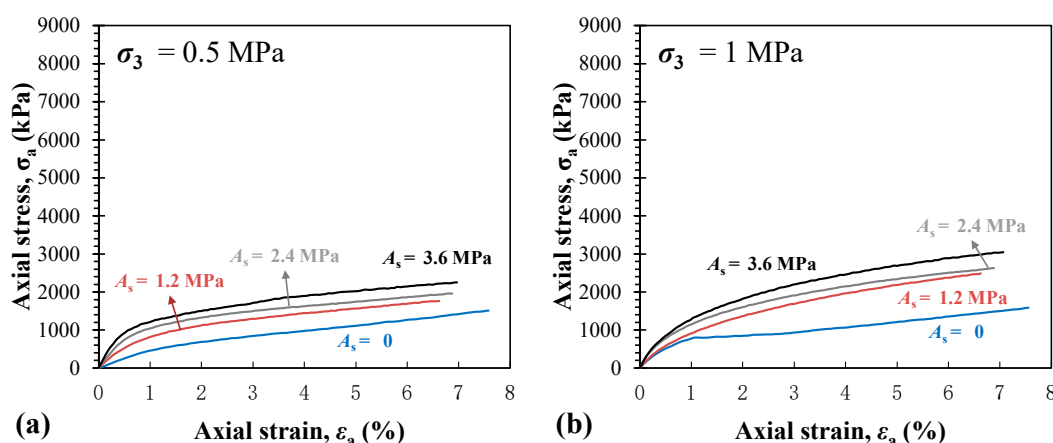 σ3 = 0.5 MPa
Axial stress, σa (kPa)
9000
8000
7000
6000
5000
4000
3000
2000
1000
0
As = 1.2 MPa
As = 2.4 MPa
As = 3.6 MPa
As = 0
0 1 2 3 4 5 6 7 8
(a) Axial strain, εa (%)
σ3 = 1 MPa
Axial stress, σa (kPa)
9000
8000
7000
6000
5000
4000
3000
2000
1000
0
As = 2.4 MPa
As = 3.6 MPa
As = 1.2 MPa
As = 0
0 1 2 3 4 5 6 7 8
(b) Axial strain, εa (%)